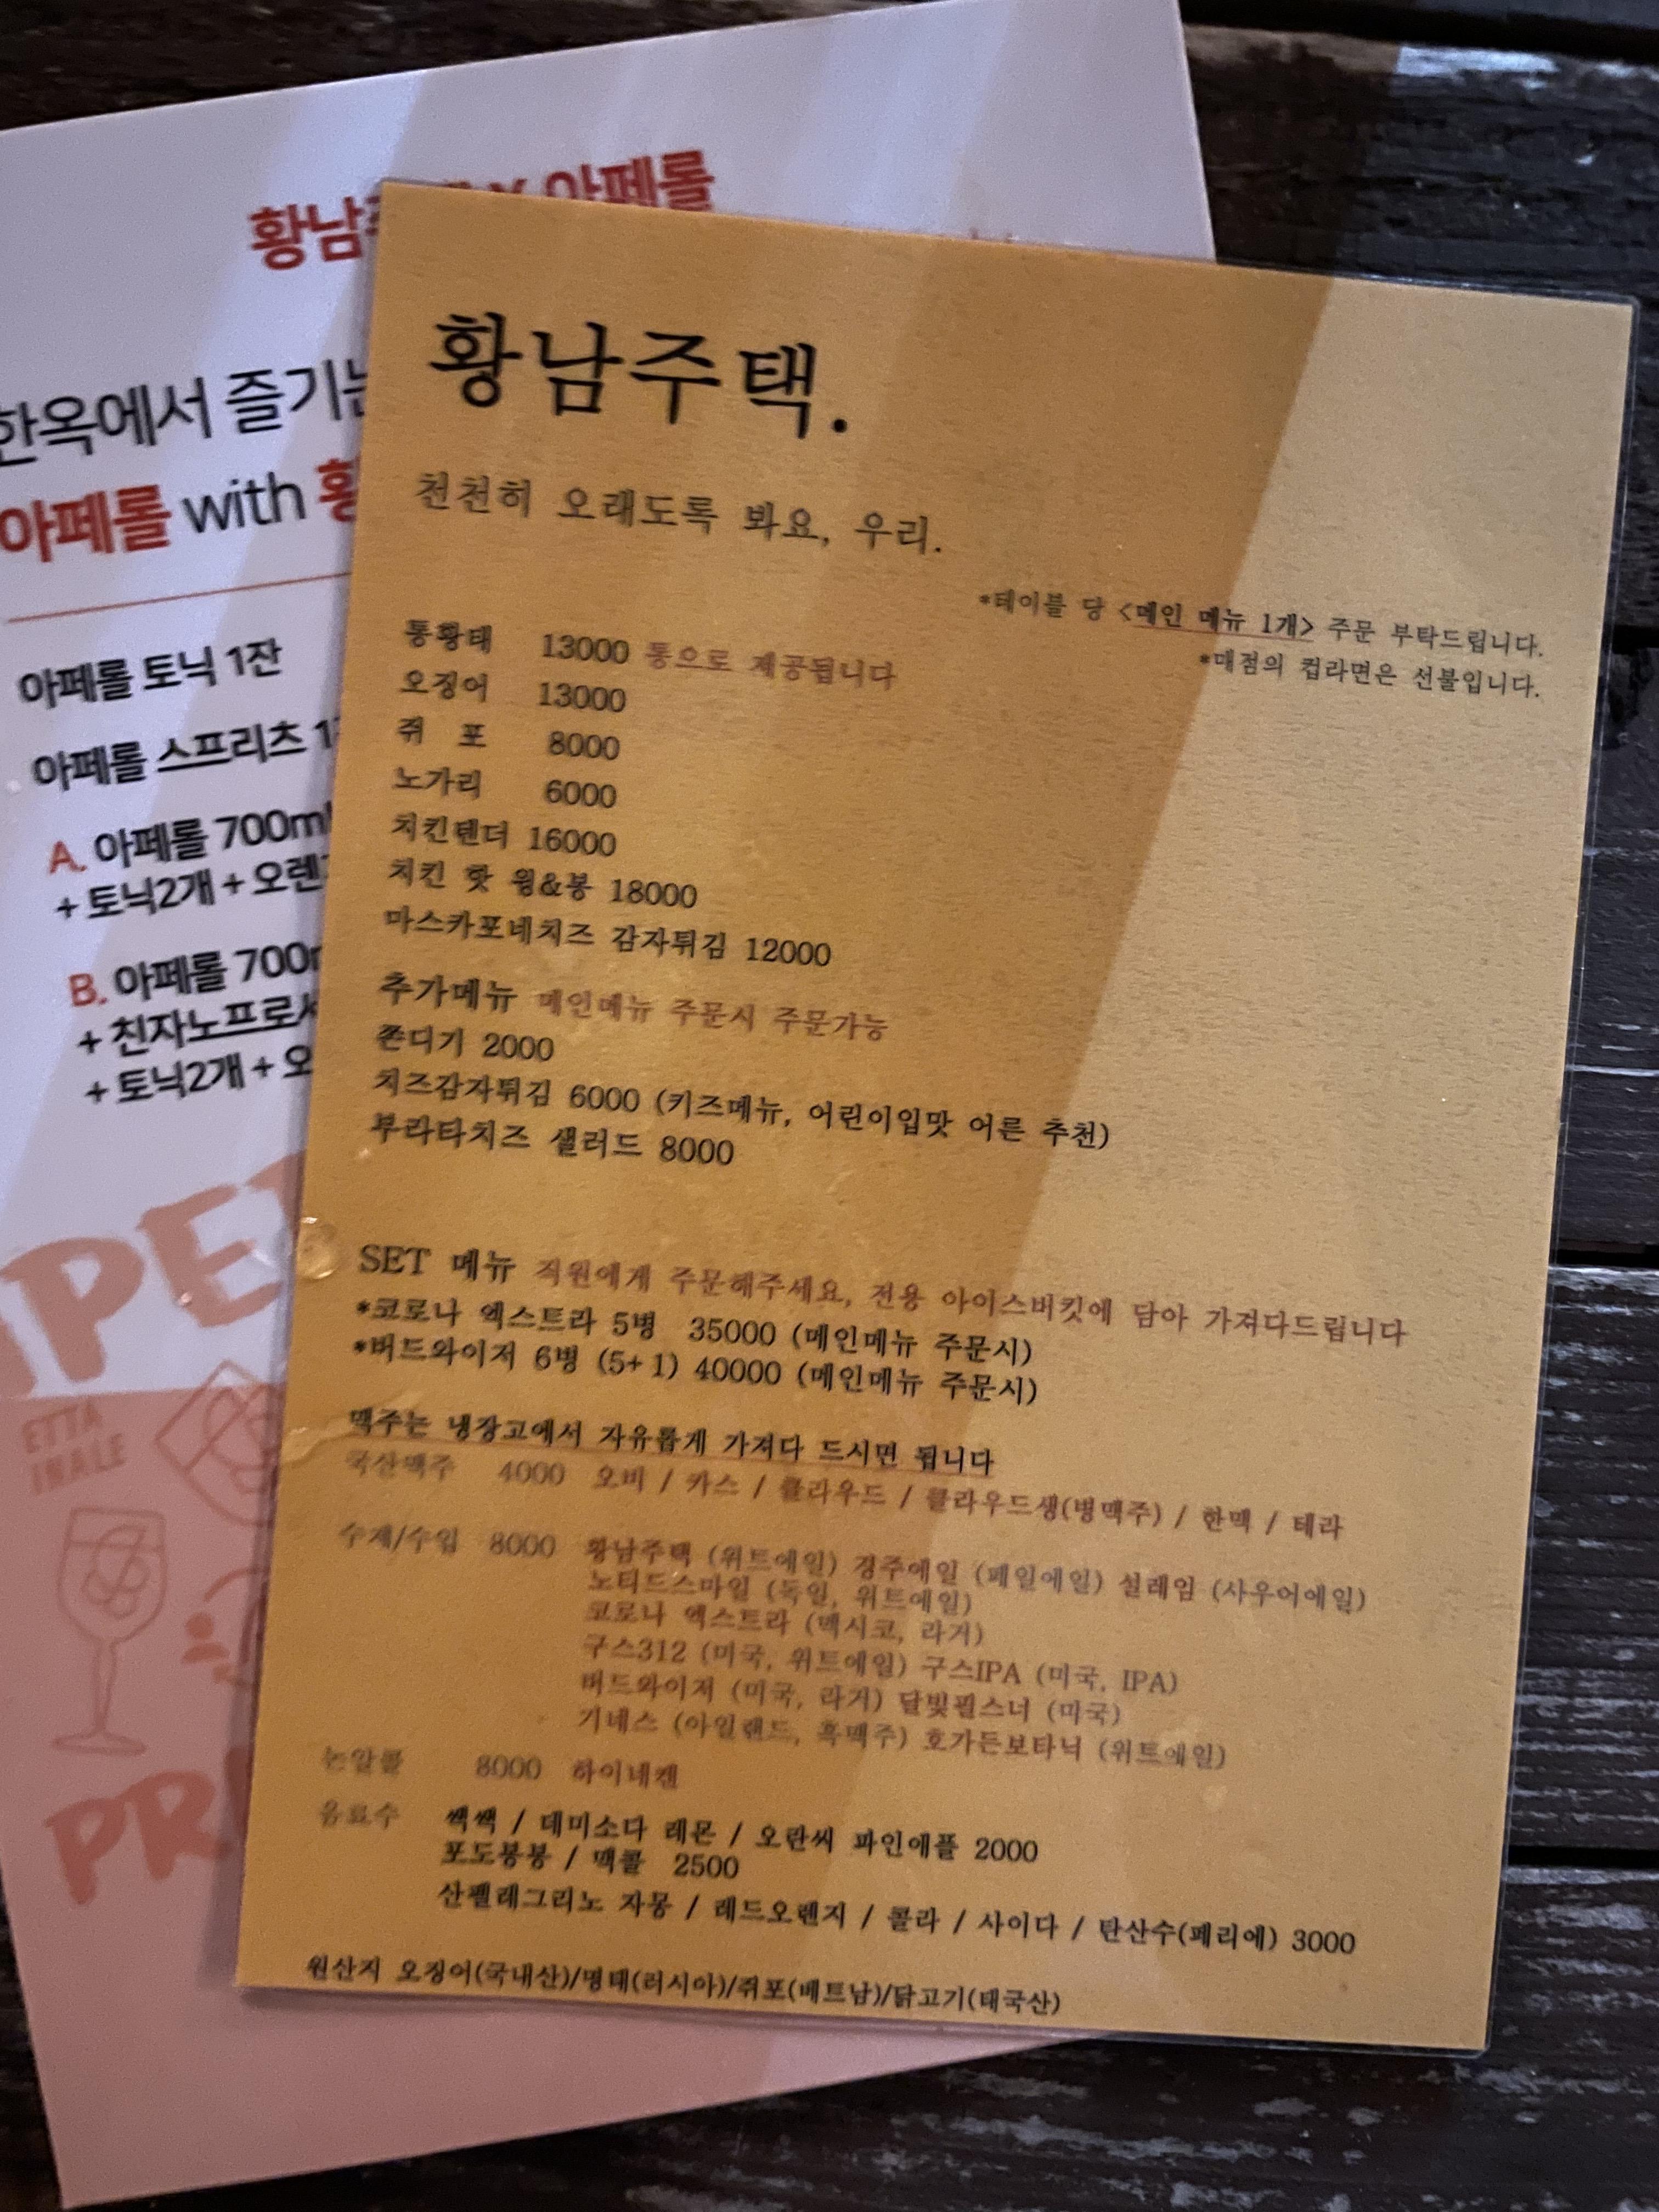 황남주택.
천천히 오래도록 봐요, 우리.
*테이블 당 <메인 메뉴 1개> 주문 부탁드립니다.
*매점의 컵라면은 선불입니다.
통황태 13000 통으로 제공됩니다
오징어 13000
쥐 포 8000
노가리 6000
치킨텐더 16000
치킨 핫 윙&봉 18000
마스카포네치즈 감자튀김 12000
추가메뉴 메인메뉴 주문시 주문가능
쫀디기 2000
치즈감자튀김 6000 (키즈메뉴, 어린이입맛 어른 추천)
부라타치즈 샐러드 8000
SET 메뉴 직원에게 주문해주세요, 전용 아이스버킷에 담아 가져다드립니다
*코로나 엑스트라 5병 35000 (메인메뉴 주문시)
*버드와이저 6병 (5+1) 40000 (메인메뉴 주문시)
맥주는 냉장고에서 자유롭게 가져다 드시면 됩니다
국산맥주 4000 오비 / 카스 / 클라우드 / 클라우드생(병맥주) / 한맥 / 테라
수제/수입 8000 황남주택 (위트에일) 경주에일 (페일에일) 설레임 (사우어에일)
노티드스마일 (독일, 위트에일)
코로나 엑스트라 (멕시코, 라거)
구스312 (미국, 위트에일) 구스IPA (미국, IPA)
버드와이저 (미국, 라거) 달빛필스너 (미국)
기네스 (아일랜드, 흑맥주) 호가든보타닉 (위트에일)
논알콜 8000 하이네켄
음료수 쌕쌕 / 데미소다 레몬 / 오란씨 파인애플 2000
포도봉봉 / 맥콜 2500
산펠레그리노 자몽 / 레드오렌지 / 콜라 / 사이다 / 탄산수(페리에) 3000
원산지 오징어(국내산)/명태(러시아)/쥐포(베트남)/닭고기(태국산)
황남 X 아페롤
한옥에서 즐기는
아페롤 with 황
아페롤 토닉 1잔
아페롤 스프리츠 1
A. 아페롤 700ml
+ 토닉2개 + 오렌
B. 아페롤 700m
+ 친자노프로세
+ 토닉2개 + 오
PE
ETTA
INALE
PR